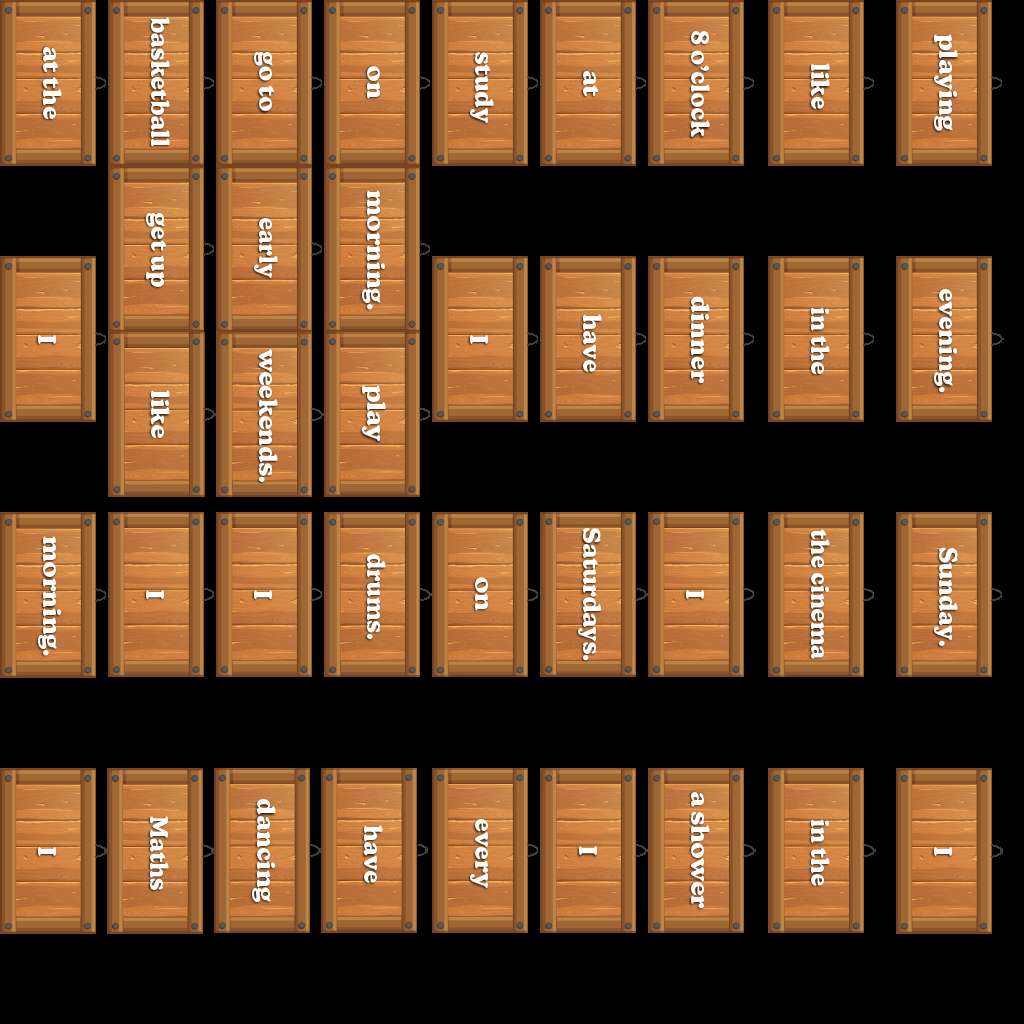 at the
basketball
go to
on
study
at
8 o'clock
like
playing
get up
early
morning.
I
I
have
dinner
in the
evening.
like
weekends.
play
morning.
I
I
drums.
on
Saturdays.
I
the cinema
Sunday.
I
Maths
dancing
have
every
I
a shower
in the
I